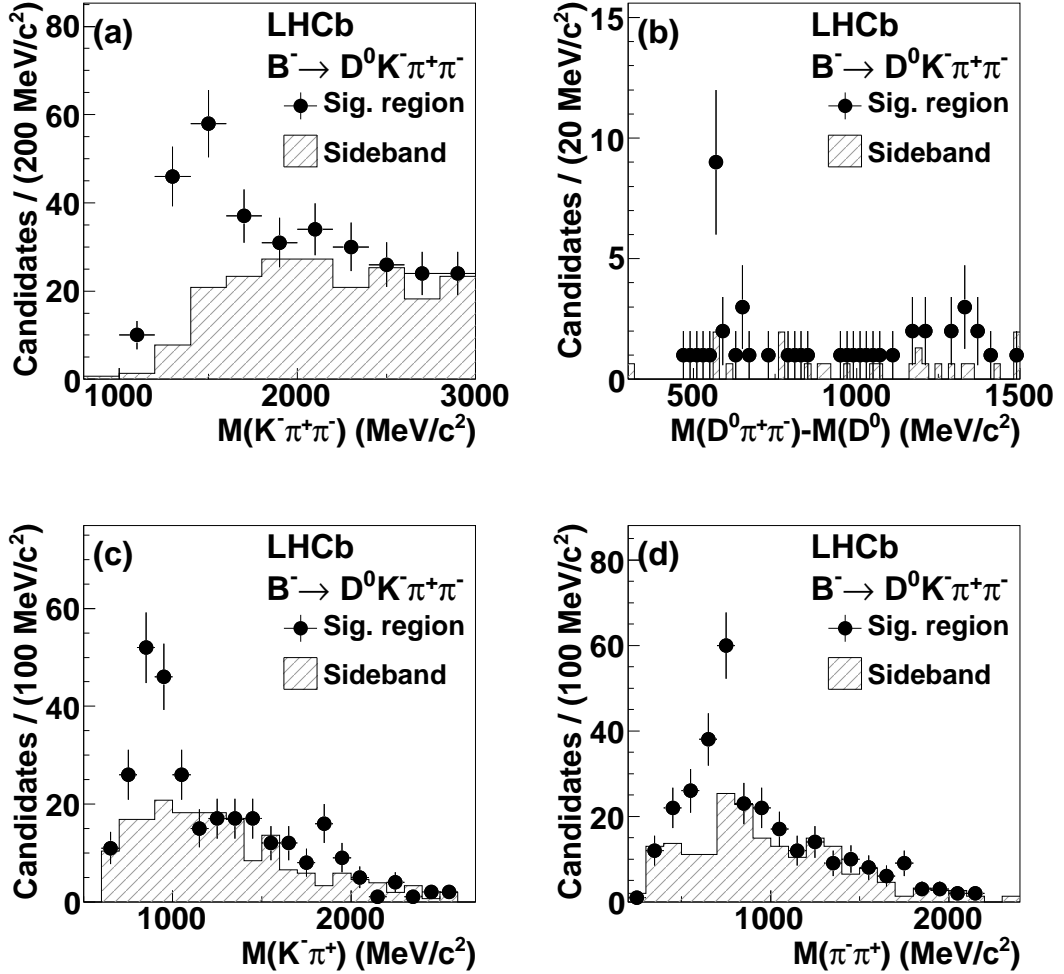 (a)
LHCb
B⁻→ D⁰K⁻π⁺π⁻
Sig. region
Sideband
Candidates / (200 MeV/c²)
80
60
40
20
0
1000 2000 3000
M(K⁻π⁺π⁻) (MeV/c²)
(b)
LHCb
B⁻→ D⁰K⁻π⁺π⁻
Sig. region
Sideband
Candidates / (20 MeV/c²)
15
10
5
0
500 1000 1500
M(D⁰π⁺π⁻)-M(D⁰) (MeV/c²)
(c)
LHCb
B⁻→ D⁰K⁻π⁺π⁻
Sig. region
Sideband
Candidates / (100 MeV/c²)
60
40
20
0
1000 2000
M(K⁻π⁺) (MeV/c²)
(d)
LHCb
B⁻→ D⁰K⁻π⁺π⁻
Sig. region
Sideband
Candidates / (100 MeV/c²)
80
60
40
20
0
1000 2000
M(π⁻π⁺) (MeV/c²)